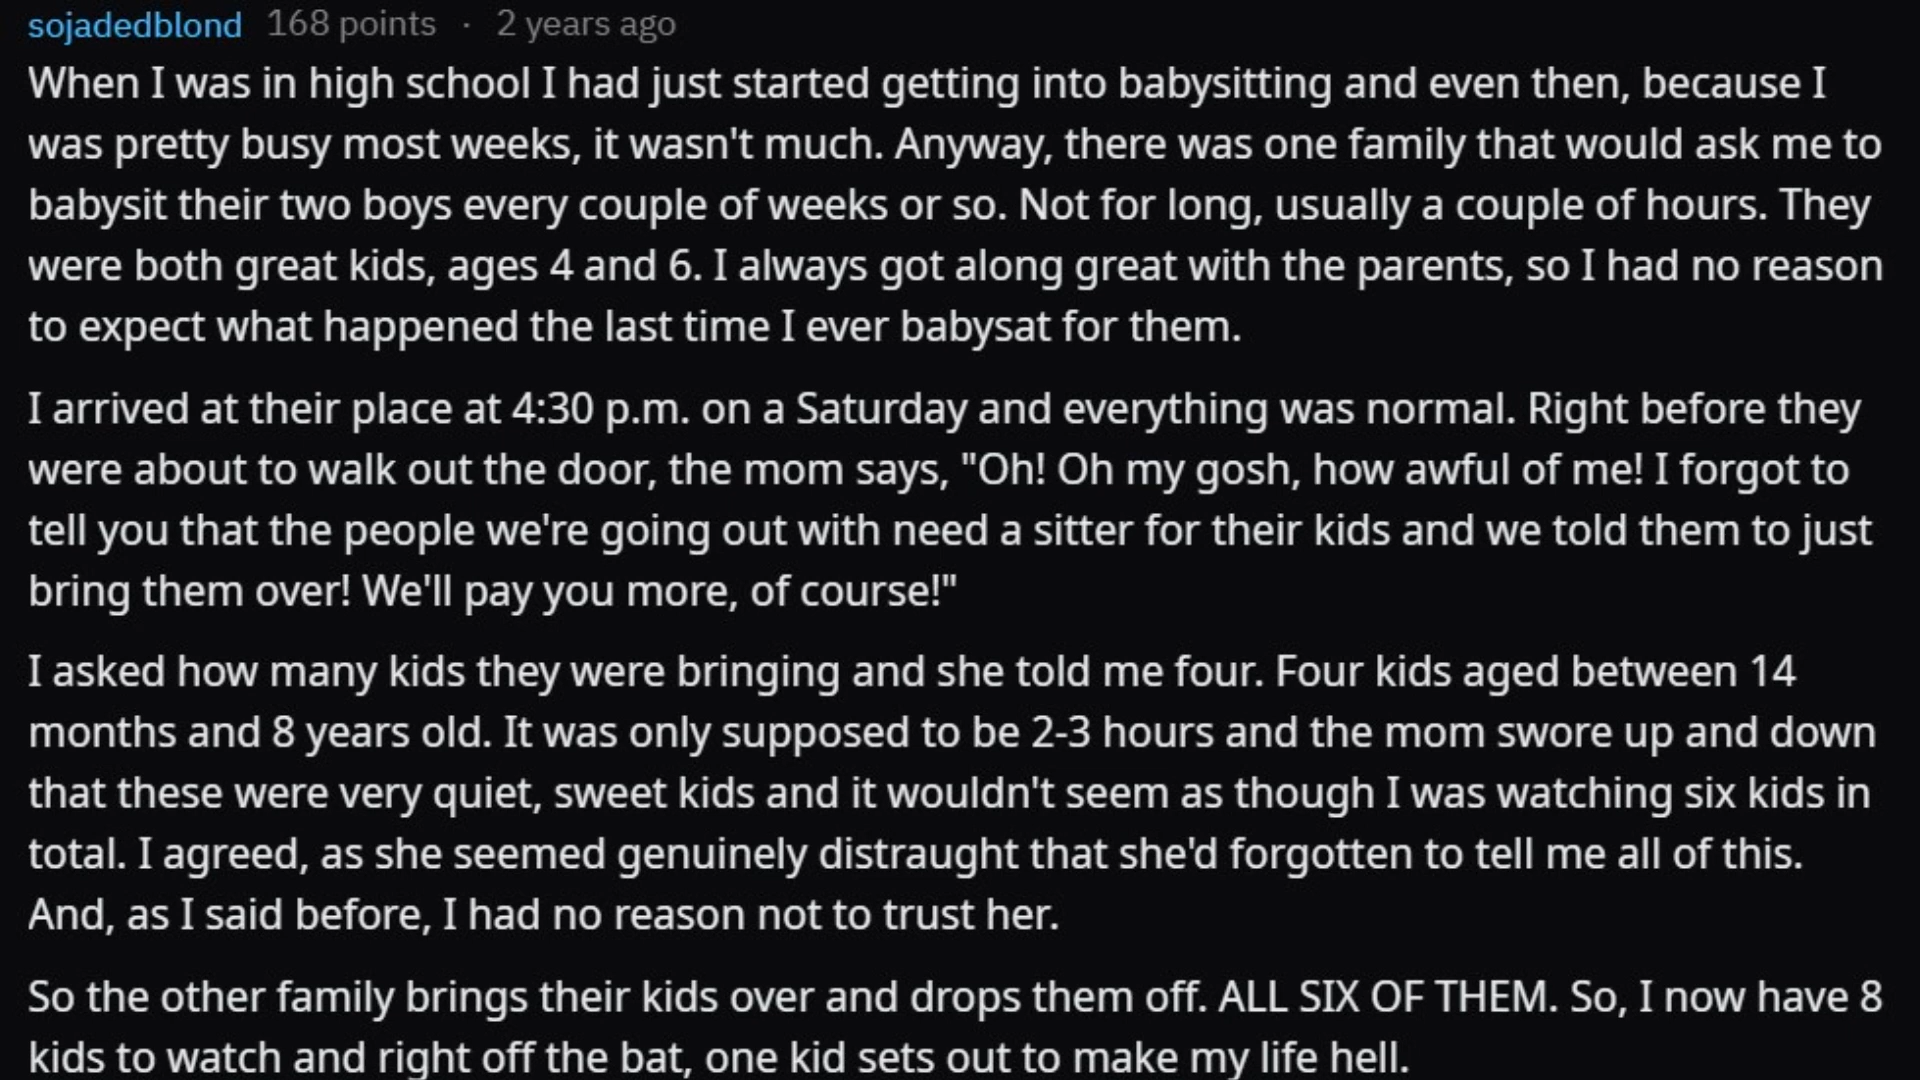 sojadedblond 168 points · 2 years ago
When I was in high school I had just started getting into babysitting and even then, because I
was pretty busy most weeks, it wasn't much. Anyway, there was one family that would ask me to
babysit their two boys every couple of weeks or so. Not for long, usually a couple of hours. They
were both great kids, ages 4 and 6. I always got along great with the parents, so I had no reason
to expect what happened the last time I ever babysat for them.
I arrived at their place at 4:30 p.m. on a Saturday and everything was normal. Right before they
were about to walk out the door, the mom says, "Oh! Oh my gosh, how awful of me! I forgot to
tell you that the people we're going out with need a sitter for their kids and we told them to just
bring them over! We'll pay you more, of course!"
I asked how many kids they were bringing and she told me four. Four kids aged between 14
months and 8 years old. It was only supposed to be 2-3 hours and the mom swore up and down
that these were very quiet, sweet kids and it wouldn't seem as though I was watching six kids in
total. I agreed, as she seemed genuinely distraught that she'd forgotten to tell me all of this.
And, as I said before, I had no reason not to trust her.
So the other family brings their kids over and drops them off. ALL SIX OF THEM. So, I now have 8
kids to watch and right off the bat, one kid sets out to make my life hell.